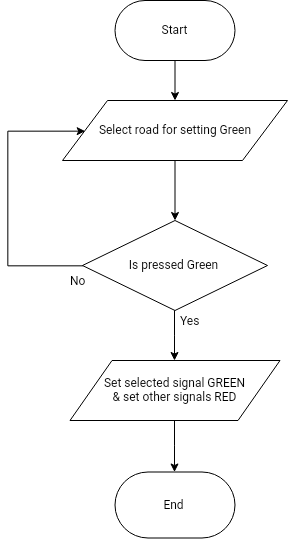 Start
Select road for setting Green
Is pressed Green
No
Yes
Set selected signal GREEN
& set other signals RED
End